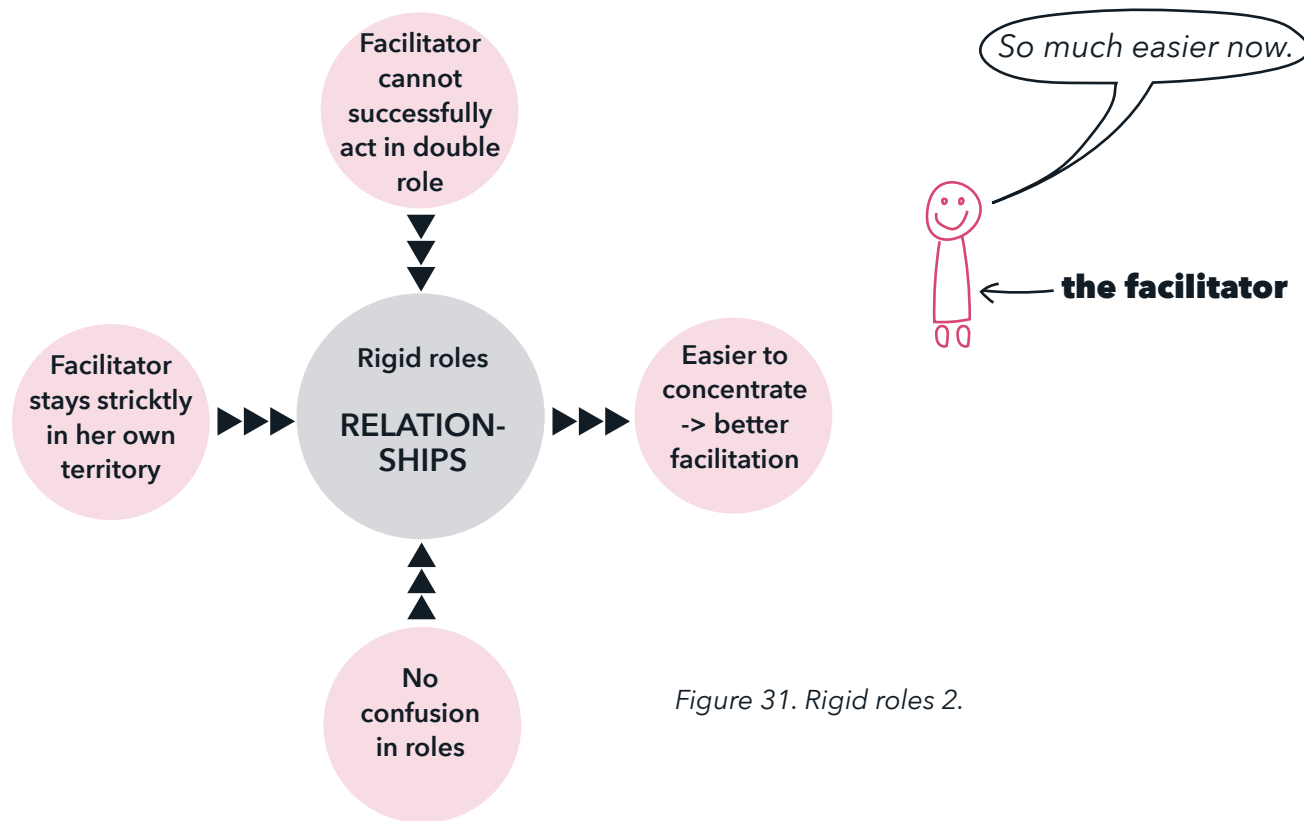 Facilitator
cannot
successfully
act in double
role
So much easier now.
the facilitator
Facilitator
stays stricktly
in her own
territory
Rigid roles
RELATION-
SHIPS
Easier to
concentrate
-> better
facilitation
No
confusion
in roles
Figure 31. Rigid roles 2.